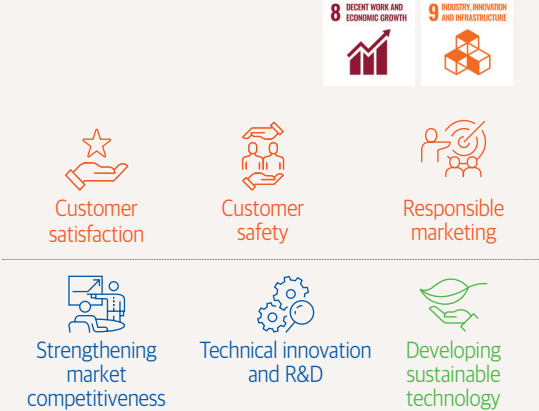 8 DECENT WORK AND
ECONOMIC GROWTH
9 INDUSTRY, INNOVATION
AND INFRASTRUCTURE
Customer
satisfaction
Customer
safety
Responsible
marketing
Strengthening
market
competitiveness
Technical innovation
and R&D
Developing
sustainable
technology